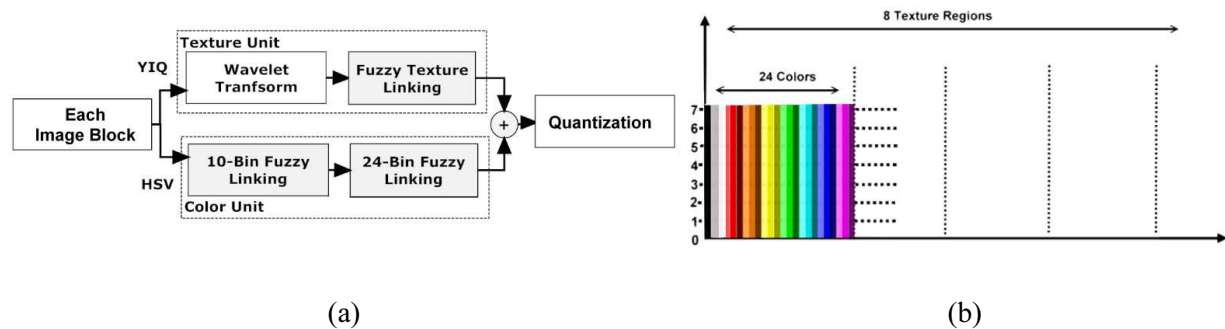 Texture Unit
YIQ
Wavelet
Tranfsorm
Fuzzy Texture
Linking
Each
Image Block
+
Quantization
HSV
10-Bin Fuzzy
Linking
24-Bin Fuzzy
Linking
Color Unit
(a)
8 Texture Regions
24 Colors
7
6
5
4
3
2
1
0
(b)